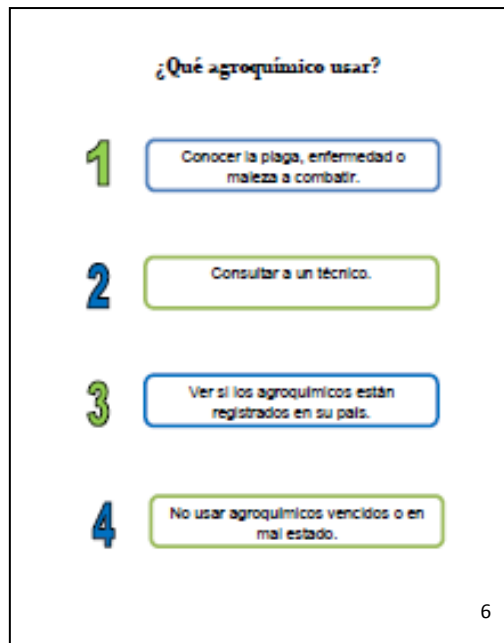 ¿Qué agroquímico usar?
1
Conocer la plaga, enfermedad o
maleza a combatir.
2
Consultar a un técnico.
3
Ver si los agroquímicos están
registrados en su país.
4
No usar agroquímicos vencidos o en
mal estado.
6